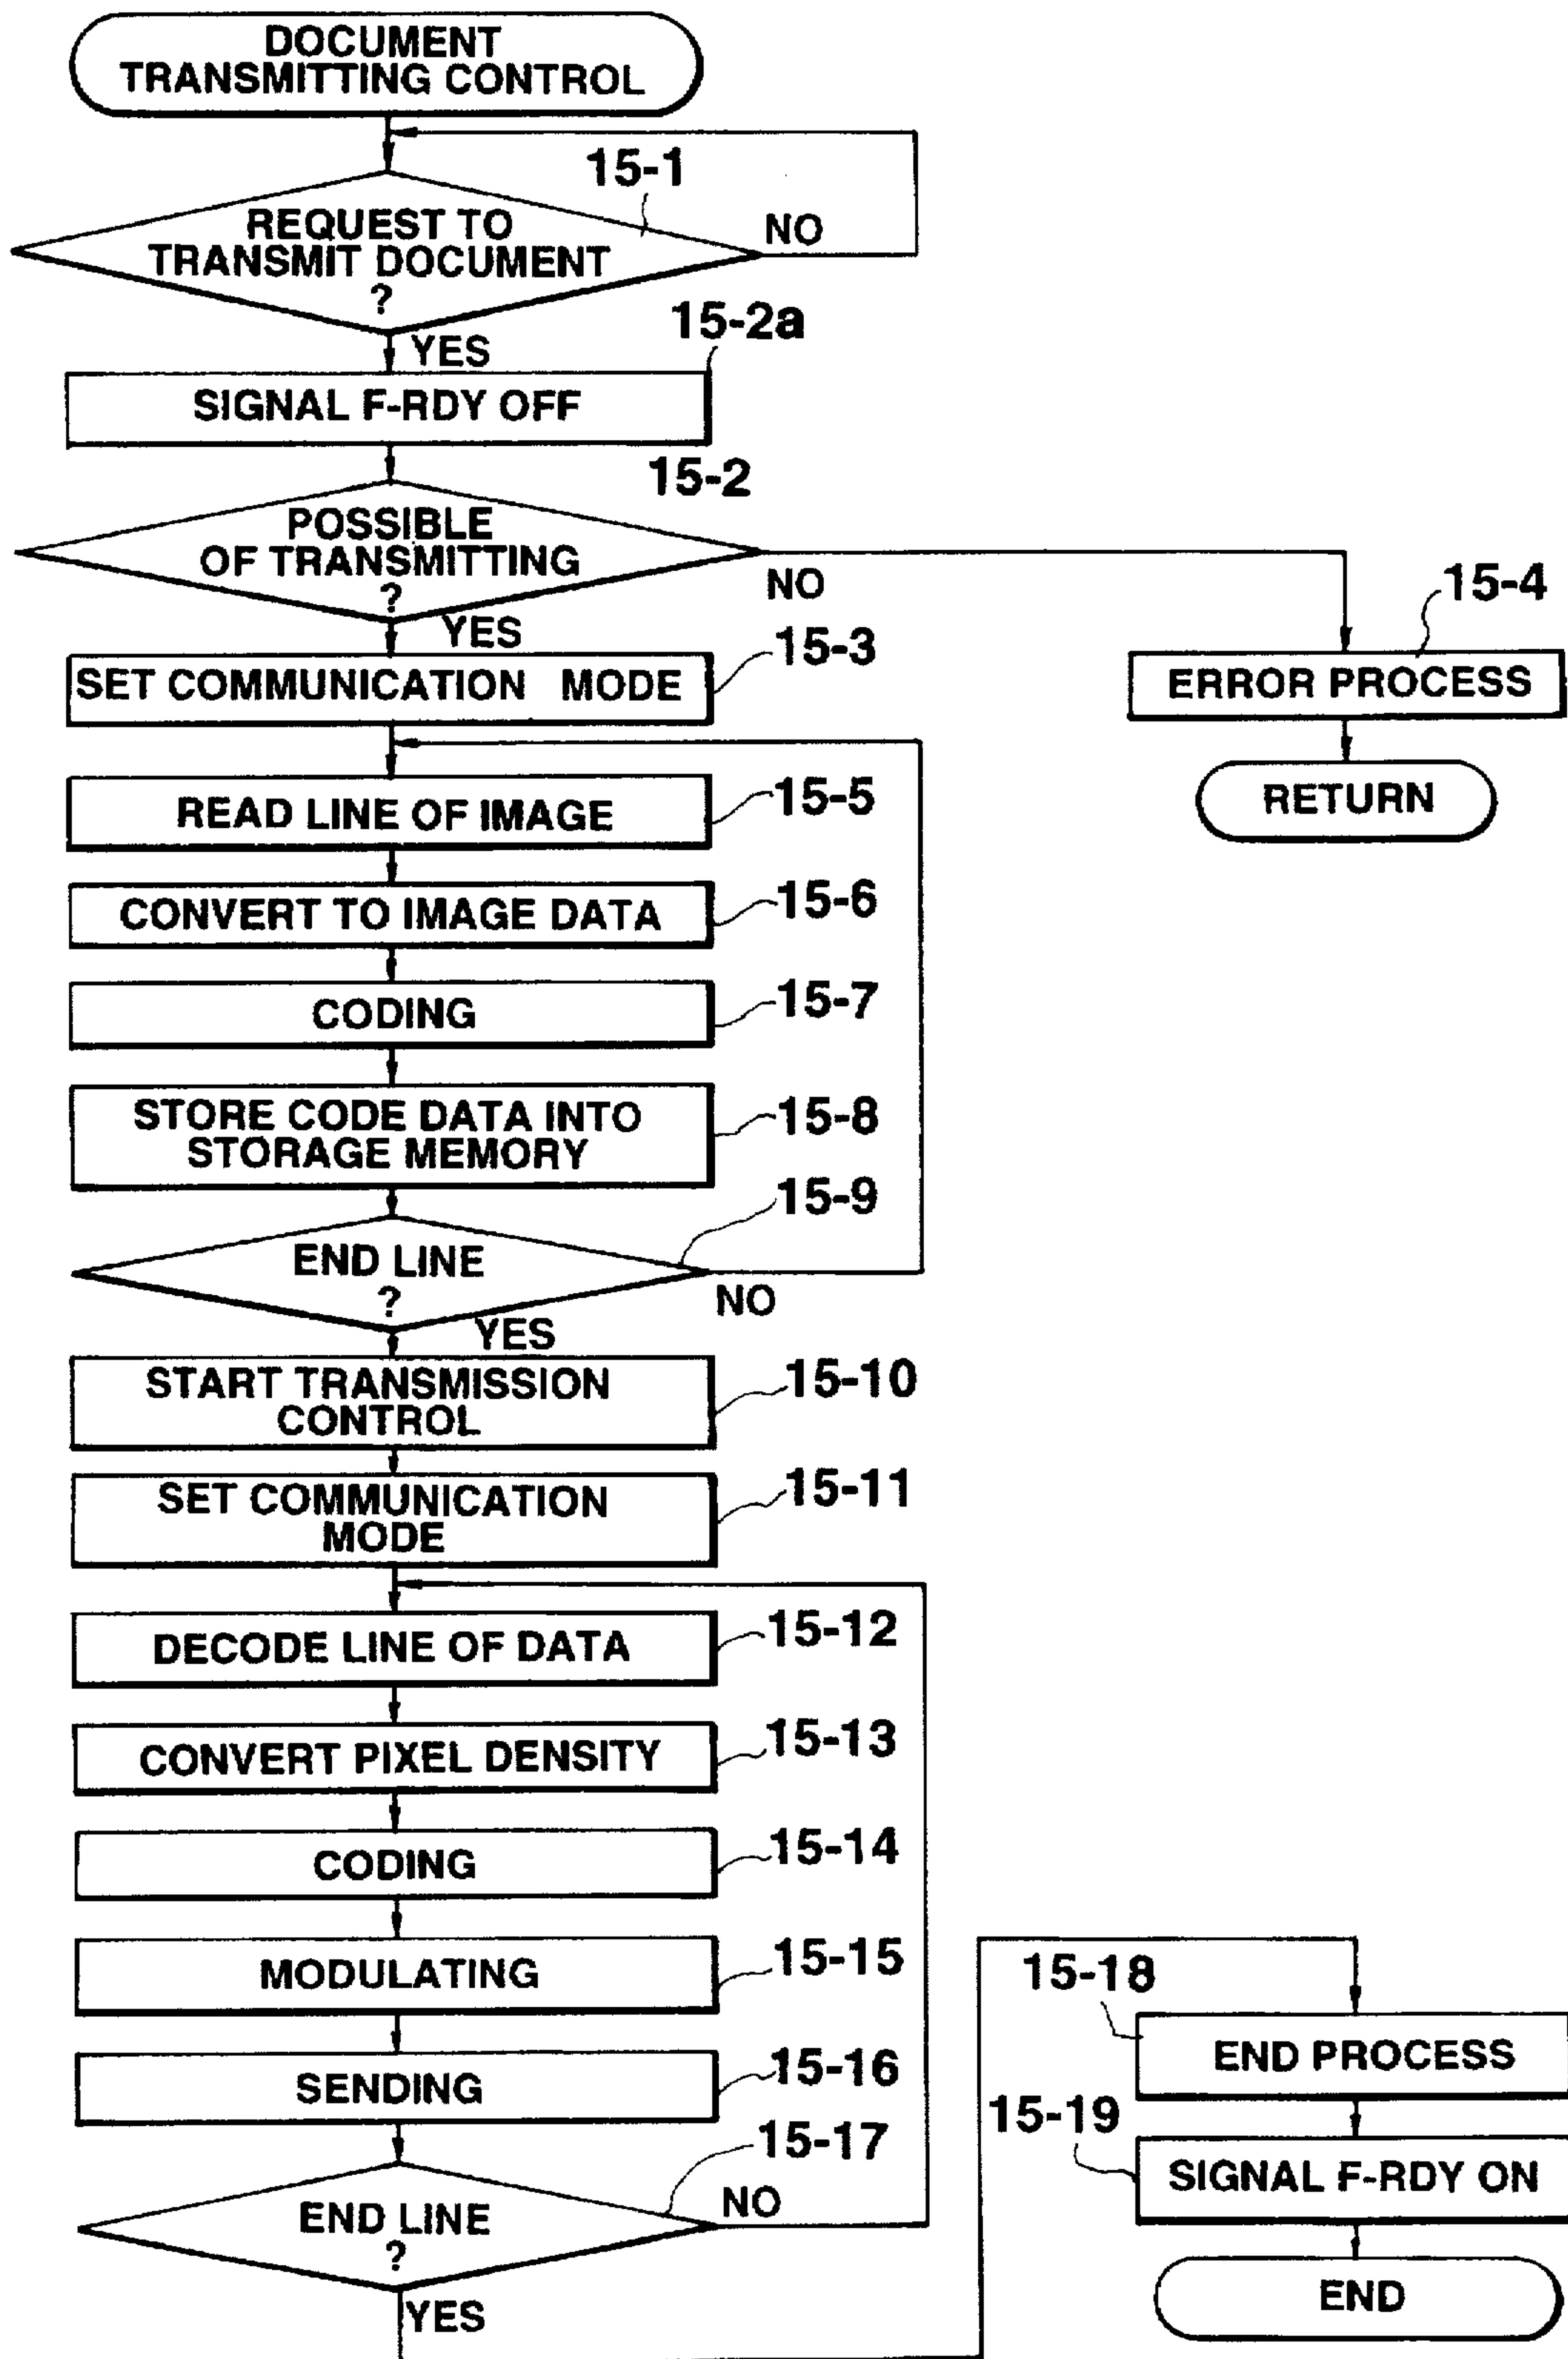 DOCUMENT
TRANSMITTING CONTROL
15-1
REQUEST TO
TRANSMIT DOCUMENT
?
NO
YES
15-2a
SIGNAL F-RDY OFF
15-2
POSSIBLE
OF TRANSMITTING
?
NO
YES
15-3
SET COMMUNICATION MODE
15-4
ERROR PROCESS
RETURN
15-5
READ LINE OF IMAGE
15-6
CONVERT TO IMAGE DATA
15-7
CODING
15-8
STORE CODE DATA INTO
STORAGE MEMORY
15-9
END LINE
?
NO
YES
15-10
START TRANSMISSION
CONTROL
15-11
SET COMMUNICATION
MODE
15-12
DECODE LINE OF DATA
15-13
CONVERT PIXEL DENSITY
15-14
CODING
15-15
MODULATING
15-16
SENDING
15-17
END LINE
?
NO
YES
15-18
END PROCESS
15-19
SIGNAL F-RDY ON
END